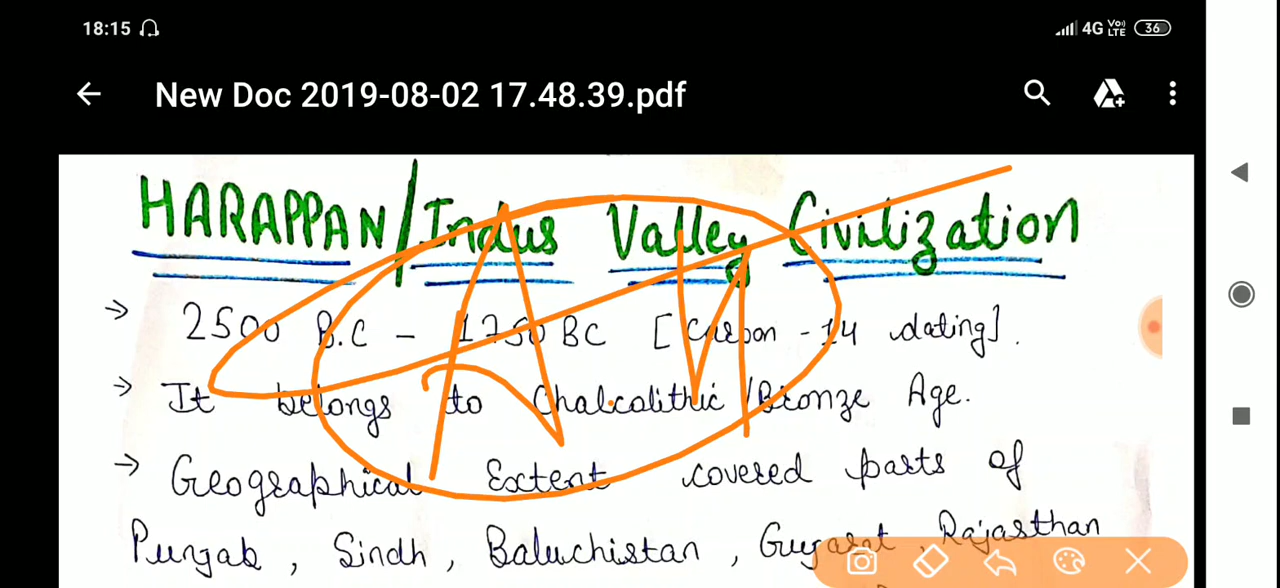 18:15 4G Vo) LTE 36
New Doc 2019-08-02 17.48.39.pdf
HARAPPAN/Indus Valley Civilization
→ 2500 B.C – 1750 BC [Carbon - 14 dating].
→ It belongs to Chalcolithic/Bronze Age.
→ Geographical Extent covered parts of
Punjab, Sindh, Baluchistan, Gujarat, Rajasthan